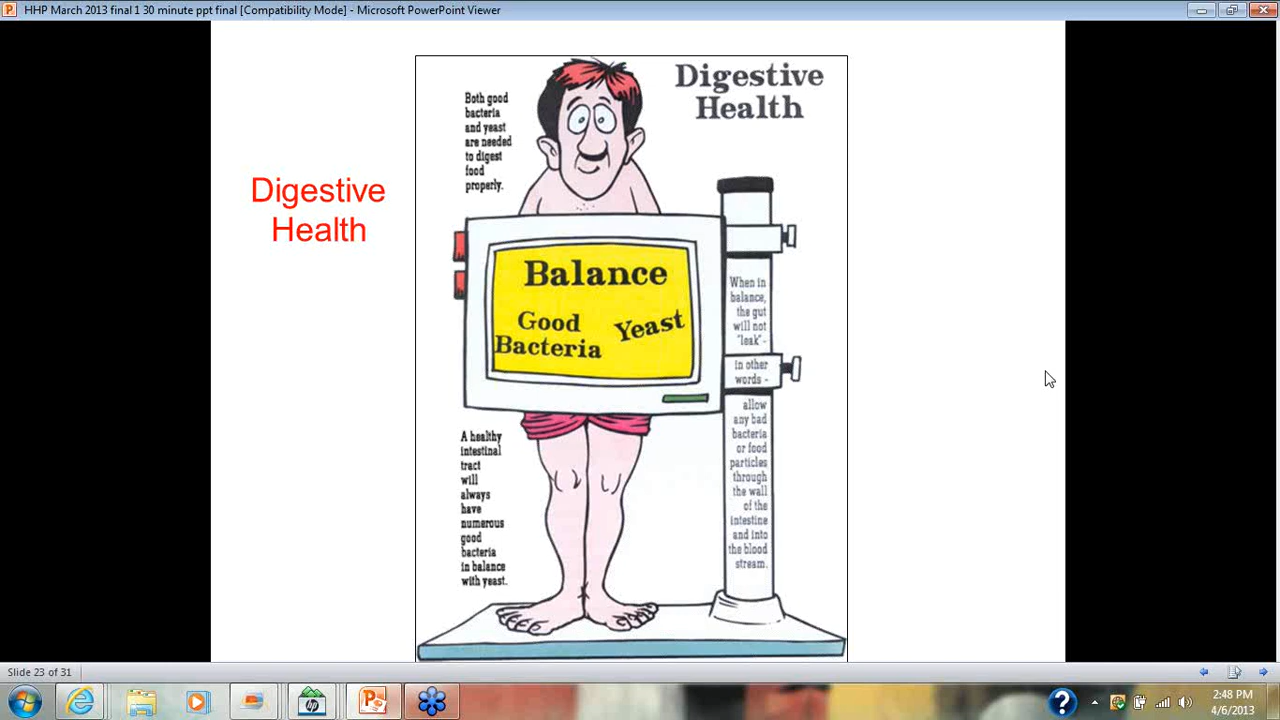 HHP March 2013 final 1 30 minute ppt final [Compatibility Mode] - Microsoft PowerPoint Viewer
Digestive
Health
Digestive
Health
Both good
bacteria
and yeast
are needed
to digest
food
properly.
Balance
Good
Bacteria
Yeast
When in
balance,
the gut
will not
"leak"-
in other
words -
allow
any bad
bacteria
or food
particles
through
the wall
of the
intestine
and into
the blood
stream.
A healthy
intestinal
tract
will
always
have
numerous
good
bacteria
in balance
with yeast.
Slide 23 of 31
hp
2:48 PM
4/6/2013